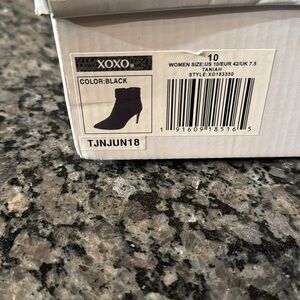 XOXO
COLOR:BLACK
TJNJUN18
10
WOMEN SIZE:US 10/EUR 42/UK 7.5
TANIAH
STYLE:XO183350
1 91609 18516 5